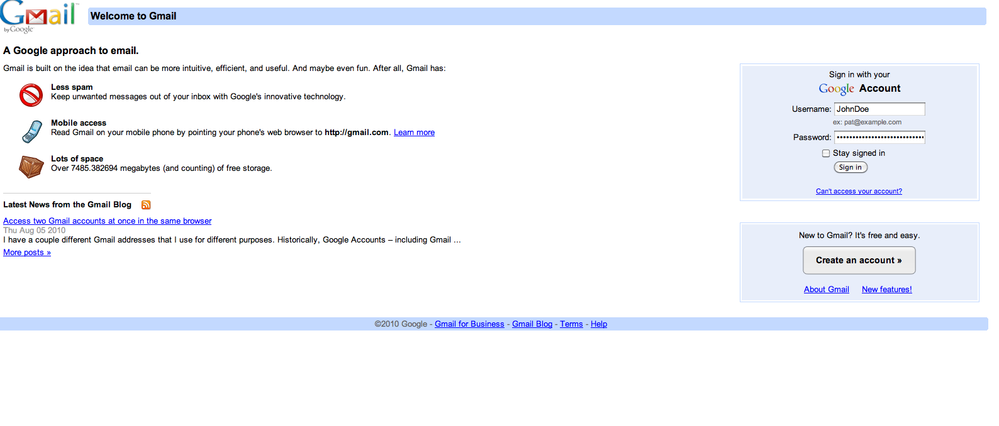 Gmail™
by Google™
Welcome to Gmail
A Google approach to email.
Gmail is built on the idea that email can be more intuitive, efficient, and useful. And maybe even fun. After all, Gmail has:
Less spam
Keep unwanted messages out of your inbox with Google's innovative technology.
Mobile access
Read Gmail on your mobile phone by pointing your phone's web browser to http://gmail.com. Learn more
Lots of space
Over 7485.382694 megabytes (and counting) of free storage.
Latest News from the Gmail Blog
Access two Gmail accounts at once in the same browser
Thu Aug 05 2010
I have a couple different Gmail addresses that I use for different purposes. Historically, Google Accounts – including Gmail ...
More posts »
Sign in with your
Google Account
Username: JohnDoe
ex: pat@example.com
Password: ••••••••••••••••••••••••••••
Stay signed in
Sign in
Can't access your account?
New to Gmail? It's free and easy.
Create an account »
About Gmail New features!
©2010 Google - Gmail for Business - Gmail Blog - Terms - Help